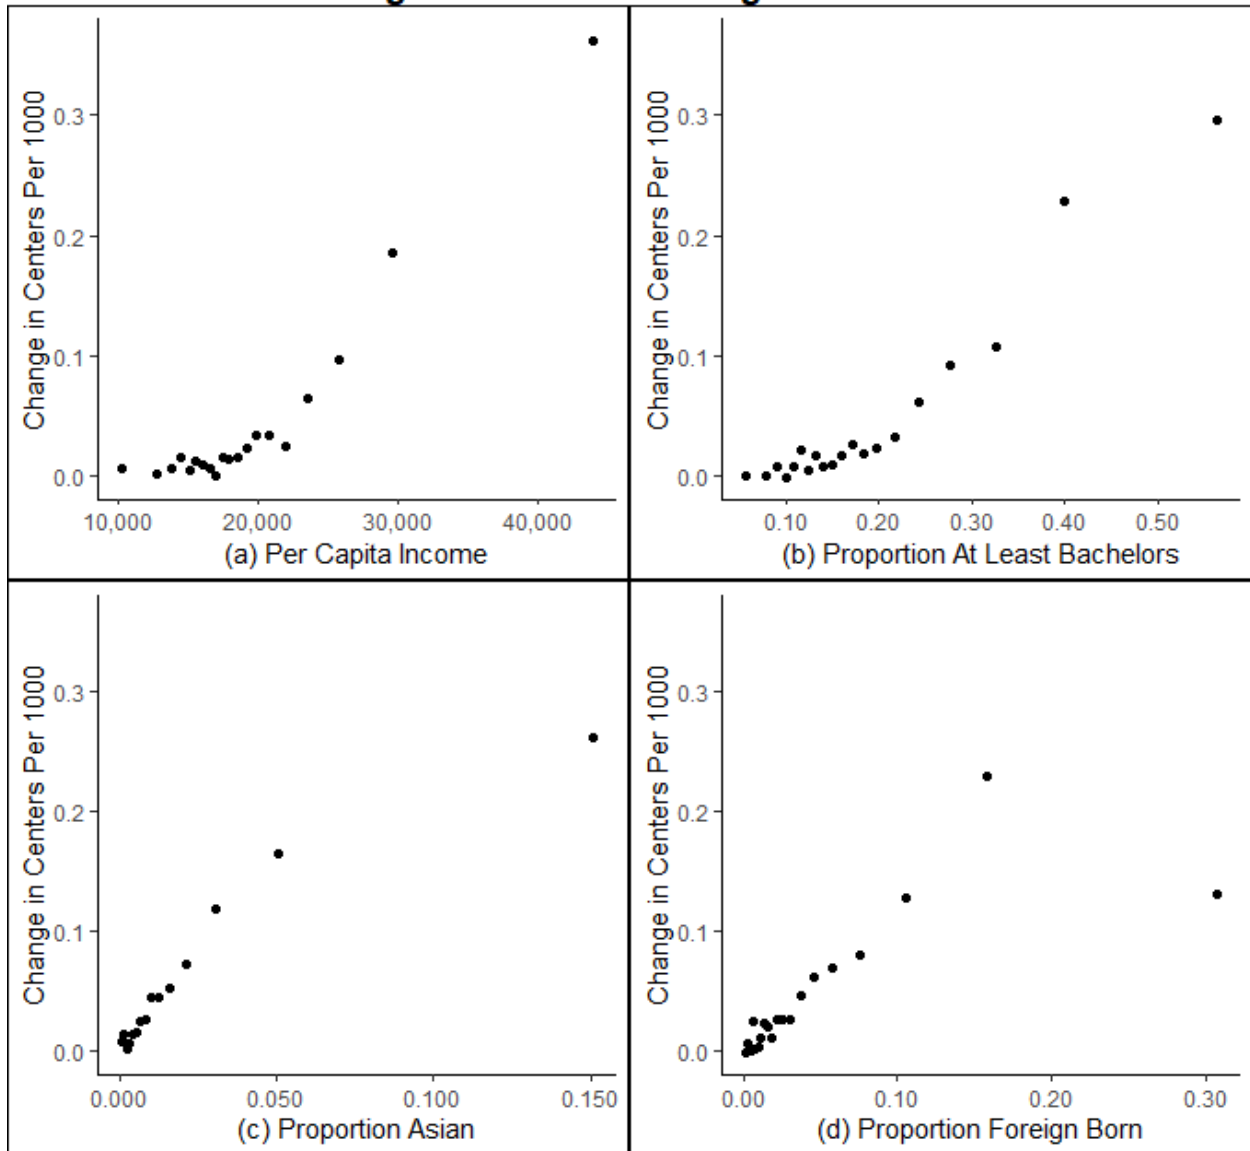 Change in Centers Per 1000
0.3
0.2
0.1
0.0
10,000 20,000 30,000 40,000
(a) Per Capita Income
Change in Centers Per 1000
0.3
0.2
0.1
0.0
0.10 0.20 0.30 0.40 0.50
(b) Proportion At Least Bachelors
Change in Centers Per 1000
0.3
0.2
0.1
0.0
0.000 0.050 0.100 0.150
(c) Proportion Asian
Change in Centers Per 1000
0.3
0.2
0.1
0.0
0.00 0.10 0.20 0.30
(d) Proportion Foreign Born